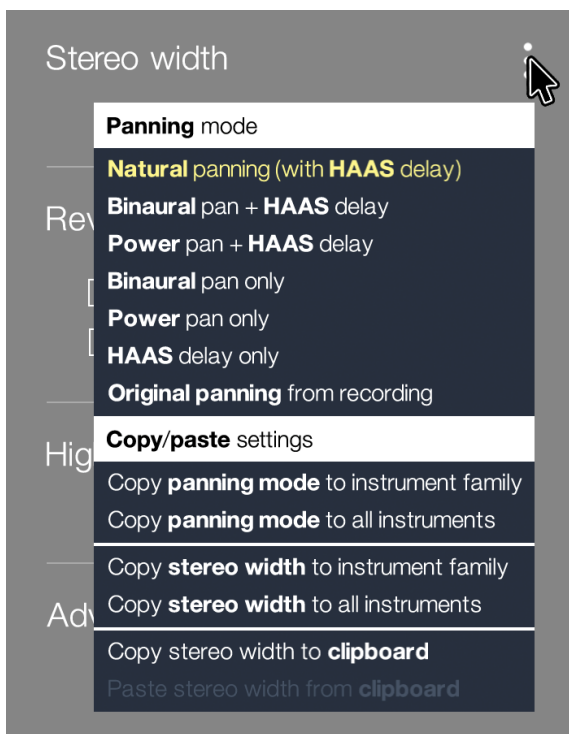 Stereo width
Panning mode
Natural panning (with HAAS delay)
Binaural pan + HAAS delay
Power pan + HAAS delay
Binaural pan only
Power pan only
HAAS delay only
Original panning from recording
Copy/paste settings
Copy panning mode to instrument family
Copy panning mode to all instruments
Copy stereo width to instrument family
Copy stereo width to all instruments
Copy stereo width to clipboard
Paste stereo width from clipboard